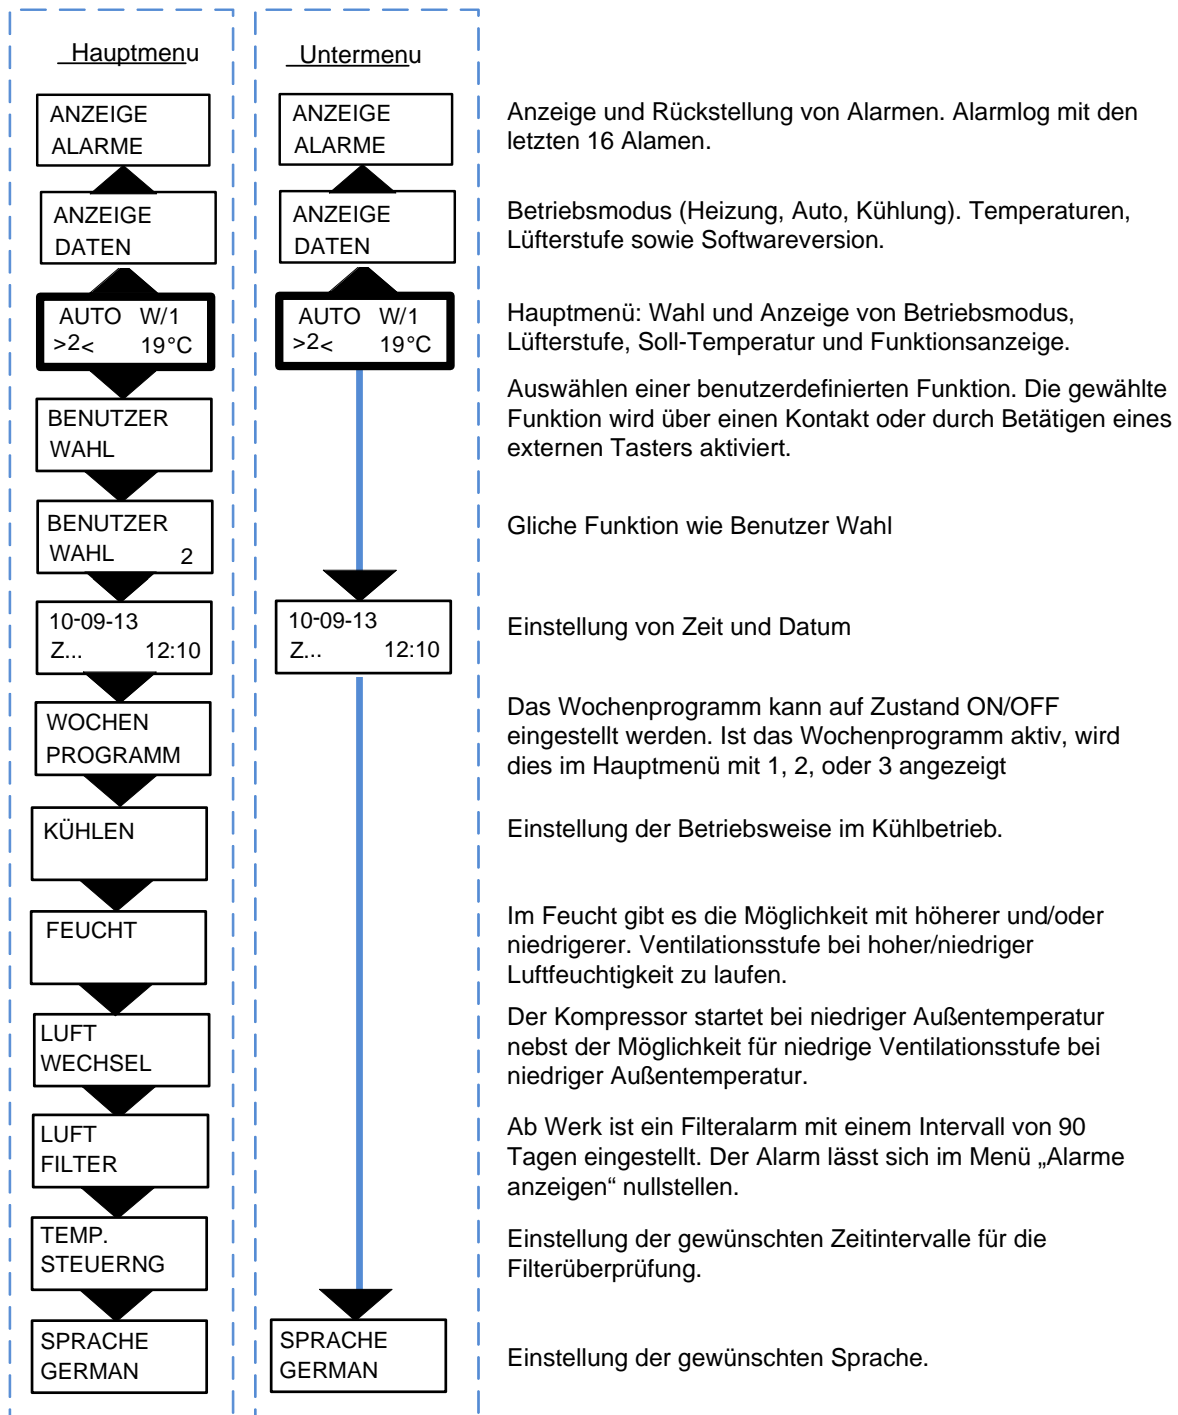 Hauptmenu
Untermenu
ANZEIGE
ALARME
ANZEIGE
ALARME
Anzeige und Rückstellung von Alarmen. Alarmlog mit den
letzten 16 Alamen.
ANZEIGE
DATEN
ANZEIGE
DATEN
Betriebsmodus (Heizung, Auto, Kühlung). Temperaturen,
Lüfterstufe sowie Softwareversion.
AUTO W/1
>2< 19°C
AUTO W/1
>2< 19°C
Hauptmenü: Wahl und Anzeige von Betriebsmodus,
Lüfterstufe, Soll-Temperatur und Funktionsanzeige.
BENUTZER
WAHL
Auswählen einer benutzerdefinierten Funktion. Die gewählte
Funktion wird über einen Kontakt oder durch Betätigen eines
externen Tasters aktiviert.
BENUTZER
WAHL 2
Gliche Funktion wie Benutzer Wahl
10-09-13
Z... 12:10
10-09-13
Z... 12:10
Einstellung von Zeit und Datum
WOCHEN
PROGRAMM
Das Wochenprogramm kann auf Zustand ON/OFF
eingestellt werden. Ist das Wochenprogramm aktiv, wird
dies im Hauptmenü mit 1, 2, oder 3 angezeigt
KÜHLEN
Einstellung der Betriebsweise im Kühlbetrieb.
FEUCHT
Im Feucht gibt es die Möglichkeit mit höherer und/oder
niedrigerer. Ventilationsstufe bei hoher/niedriger
Luftfeuchtigkeit zu laufen.
LUFT
WECHSEL
Der Kompressor startet bei niedriger Außentemperatur
nebst der Möglichkeit für niedrige Ventilationsstufe bei
niedriger Außentemperatur.
LUFT
FILTER
Ab Werk ist ein Filteralarm mit einem Intervall von 90
Tagen eingestellt. Der Alarm lässt sich im Menü „Alarme
anzeigen“ nullstellen.
TEMP.
STEUERNG
Einstellung der gewünschten Zeitintervalle für die
Filterüberprüfung.
SPRACHE
GERMAN
SPRACHE
GERMAN
Einstellung der gewünschten Sprache.